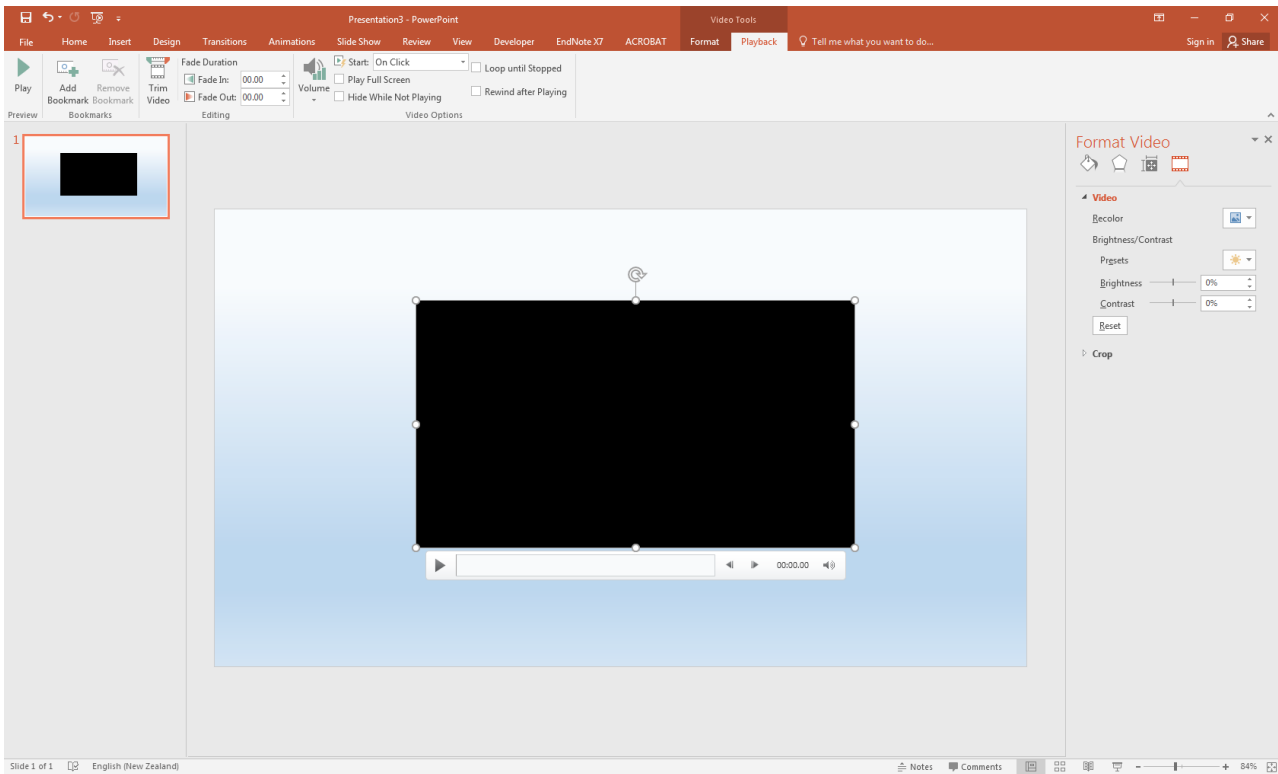 Presentation3 - PowerPoint
Video Tools
File Home Insert Design Transitions Animations Slide Show Review View Developer EndNote X7 ACROBAT Format Playback Tell me what you want to do... Sign in Share
Play
Preview
Add Bookmark
Remove Bookmark
Bookmarks
Trim Video
Fade Duration
Fade In: 00.00
Fade Out: 00.00
Editing
Volume
Start: On Click
Play Full Screen
Hide While Not Playing
Loop until Stopped
Rewind after Playing
Video Options
1
00:00.00
Format Video
Video
Recolor
Brightness/Contrast
Presets
Brightness 0%
Contrast 0%
Reset
Crop
Slide 1 of 1 English (New Zealand) Notes Comments 84%